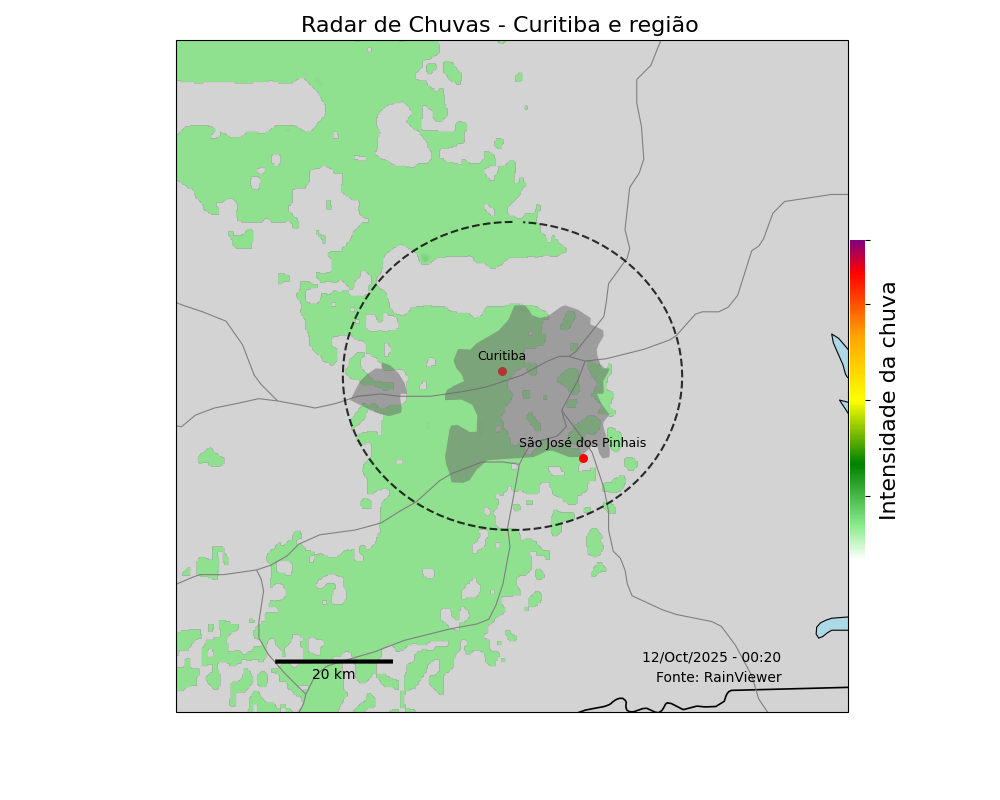 Radar de Chuvas - Curitiba e região
Curitiba
São José dos Pinhais
Intensidade da chuva
12/Oct/2025 - 00:20
Fonte: RainViewer
20 km